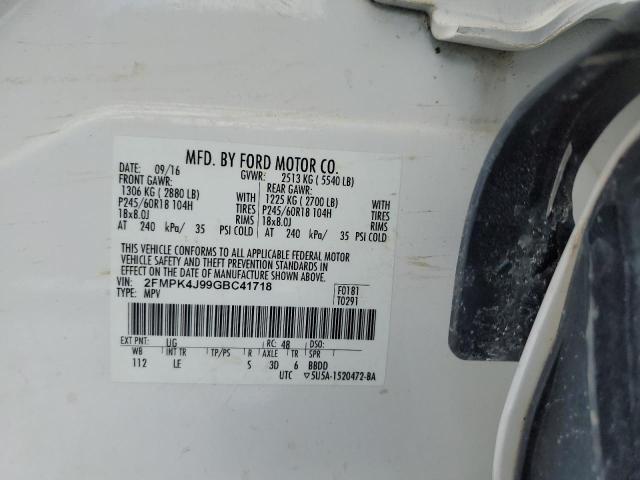 MFD. BY FORD MOTOR CO.
DATE: 09/16 GVWR: 2513 KG ( 5540 LB)
FRONT GAWR: REAR GAWR:
1306 KG ( 2880 LB) WITH 1225 KG ( 2700 LB) WITH
P245/60R18 104H TIRES P245/60R18 104H TIRES
18x8.0J RIMS 18x8.0J RIMS
AT 240 kPa/ 35 PSI COLD AT 240 kPa/ 35 PSI COLD
THIS VEHICLE CONFORMS TO ALL APPLICABLE FEDERAL MOTOR
VEHICLE SAFETY AND THEFT PREVENTION STANDARDS IN
EFFECT ON THE DATE OF MANUFACTURE SHOWN ABOVE.
VIN: 2FMPK4J99GBC41718 F0181
TYPE: MPV T0291
EXT PNT: UG RC: 48 DSO:
WB INT TR TP/PS R AXLE TR SPR
112 LE S 3D 6 BBDD
UTC ▽5U5A-1520472-BA